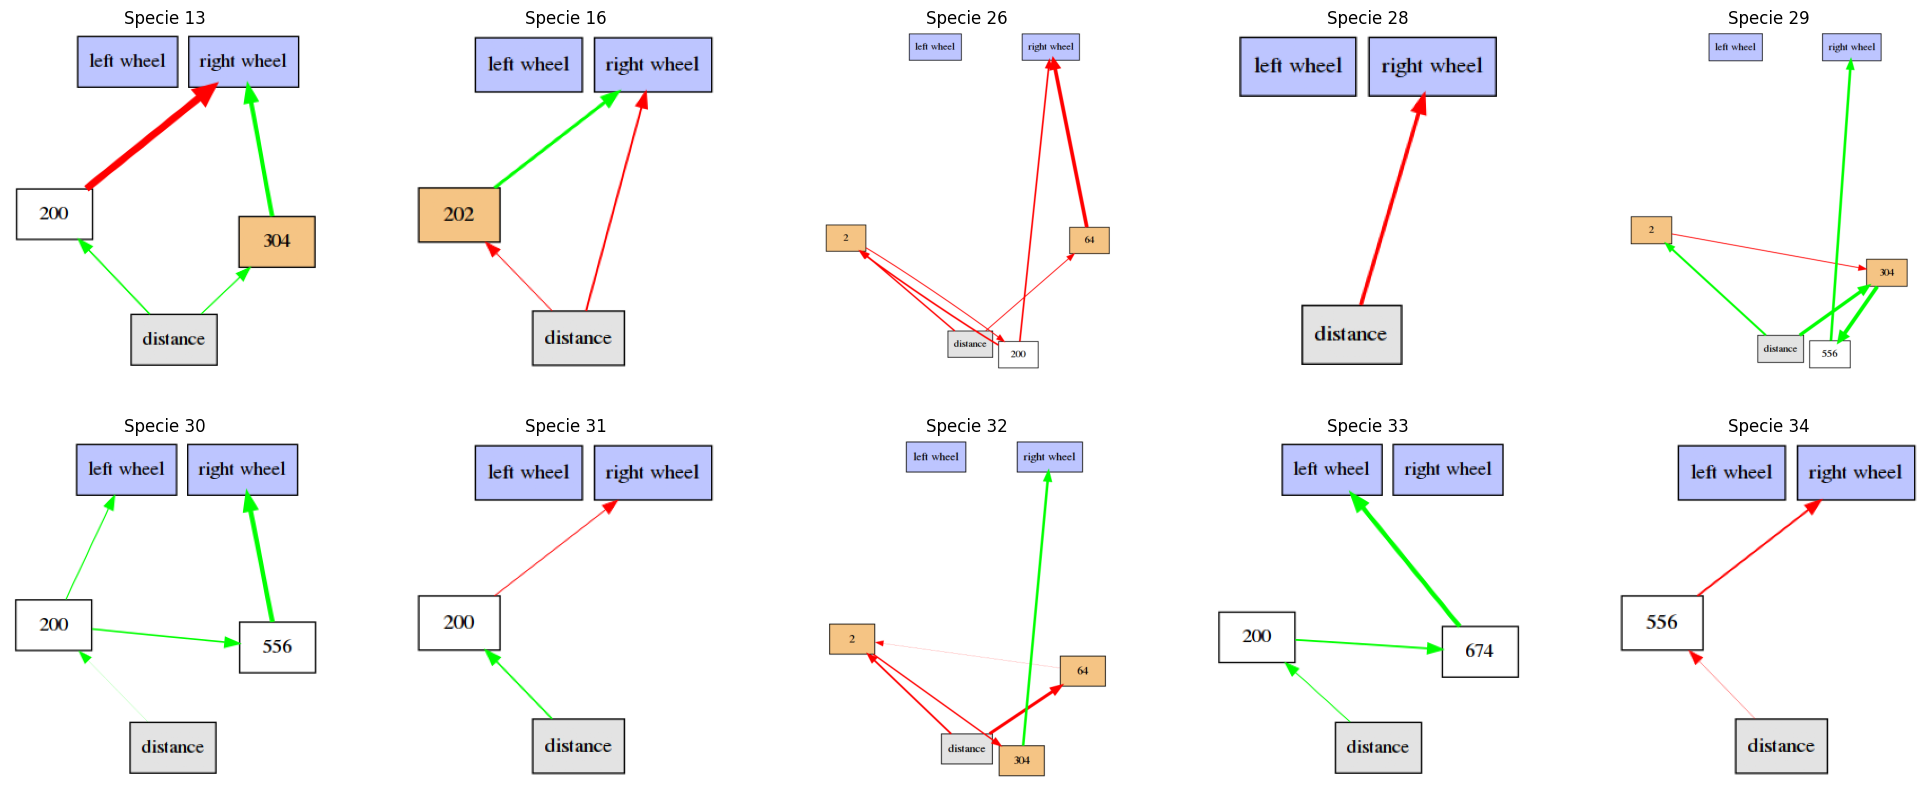 Specie 13
left wheel
right wheel
200
304
distance
Specie 16
left wheel
right wheel
202
distance
Specie 26
left wheel
right wheel
2
64
distance
200
Specie 28
left wheel
right wheel
distance
Specie 29
left wheel
right wheel
2
304
distance
556
Specie 30
left wheel
right wheel
200
556
distance
Specie 31
left wheel
right wheel
200
distance
Specie 32
left wheel
right wheel
2
64
distance
304
Specie 33
left wheel
right wheel
200
674
distance
Specie 34
left wheel
right wheel
556
distance